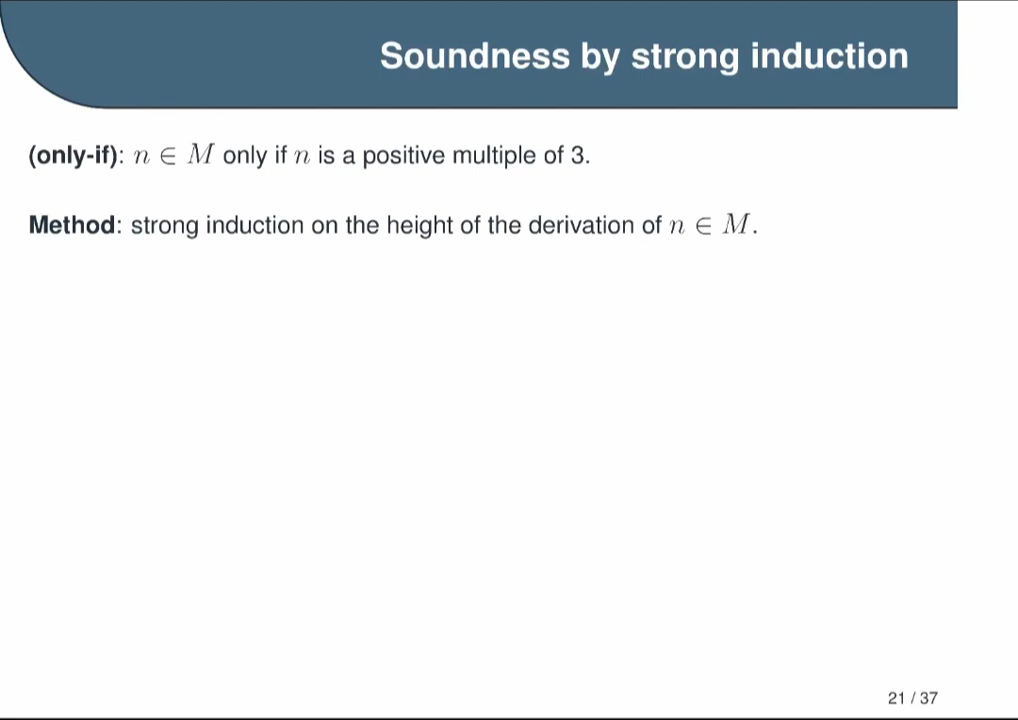 Soundness by strong induction
(only-if): n ∈ M only if n is a positive multiple of 3.
Method: strong induction on the height of the derivation of n ∈ M.
21 / 37